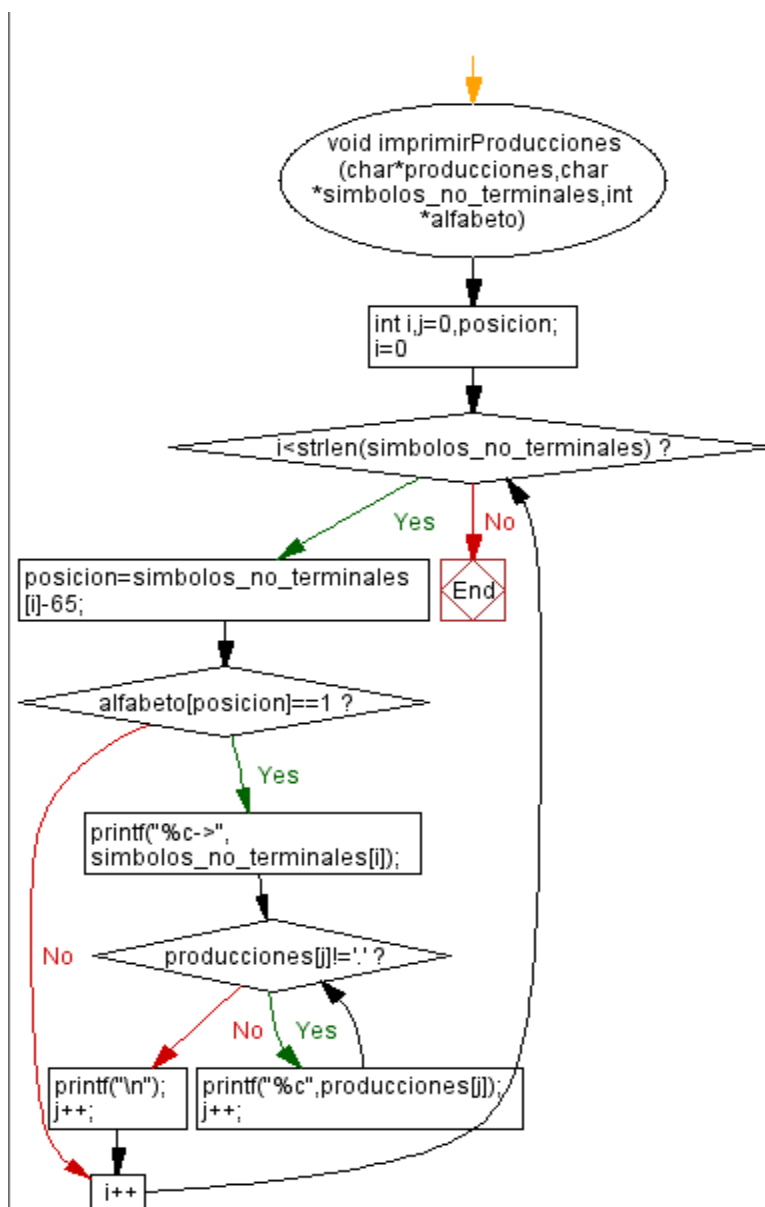 void imprimirProducciones
(char*producciones,char
*simbolos_no_terminales,int
*alfabeto)
int i,j=0,posicion;
i=0
i<strlen(simbolos_no_terminales) ?
Yes
No
posicion=simbolos_no_terminales
[i]-65;
End
alfabeto[posicion]==1 ?
Yes
printf("%c->",
simbolos_no_terminales[i]);
No
producciones[j]!='.' ?
No
Yes
printf("\n");
j++;
printf("%c",producciones[j]);
j++;
i++